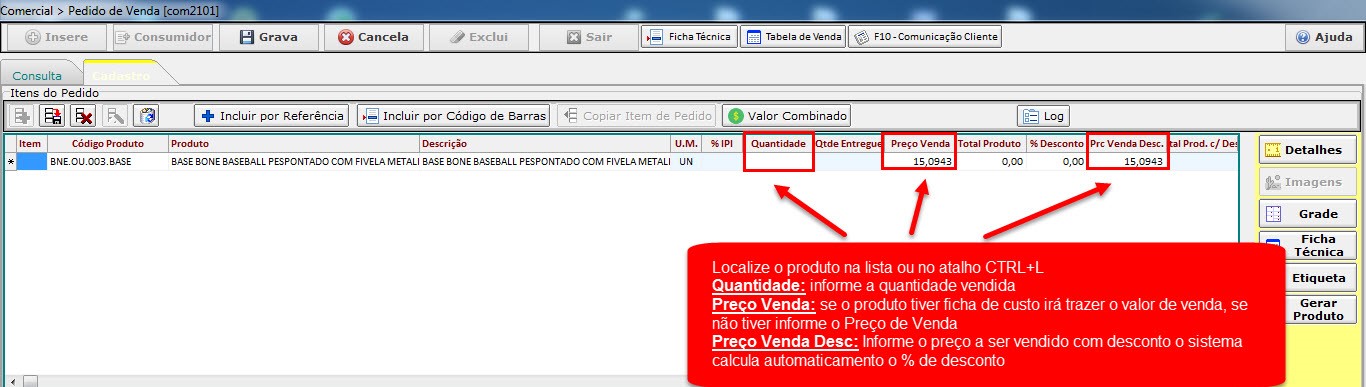 Comercial > Pedido de Venda [com2101]
Insere Consumidor Grava Cancela Exclui Sair Ficha Técnica Tabela de Venda F10 - Comunicação Cliente Ajuda
Consulta Cadastro
Itens do Pedido
Incluir por Referência Incluir por Código de Barras Copiar Item de Pedido Valor Combinado Log
Item Código Produto Produto Descrição U.M. % IPI Quantidade Qtde Entregue Preço Venda Total Produto % Desconto Prc Venda Desc. tal Prod. c/ Des
* BNE.OU.003.BASE BASE BONE BASEBALL PESPONTADO COM FIVELA METALI BASE BONE BASEBALL PESPONTADO COM FIVELA METALI UN 15,0943 0,00 0,00 15,0943
Detalhes
Imagens
Grade
Ficha
Técnica
Etiqueta
Gerar
Produto
Localize o produto na lista ou no atalho CTRL+L
Quantidade: informe a quantidade vendida
Preço Venda: se o produto tiver ficha de custo irá trazer o valor de venda, se
não tiver informe o Preço de Venda
Preço Venda Desc: Informe o preço a ser vendido com desconto o sistema
calcula automaticamento o % de desconto